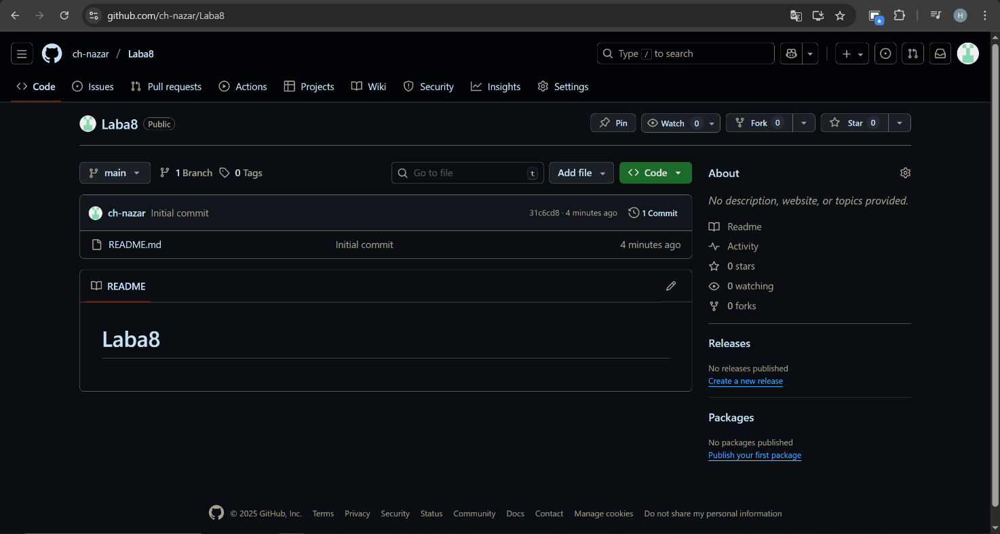 github.com/ch-nazar/Laba8
H
ch-nazar / Laba8
Type / to search
Code Issues Pull requests Actions Projects Wiki Security Insights Settings
Laba8 Public
Pin Watch 0 Fork 0 Star 0
main 1 Branch 0 Tags Go to file t Add file Code
ch-nazar Initial commit 31c6cd8 · 4 minutes ago 1 Commit
README.md Initial commit 4 minutes ago
README
Laba8
About
No description, website, or topics provided.
Readme
Activity
0 stars
0 watching
0 forks
Releases
No releases published
Create a new release
Packages
No packages published
Publish your first package
© 2025 GitHub, Inc. Terms Privacy Security Status Community Docs Contact Manage cookies Do not share my personal information